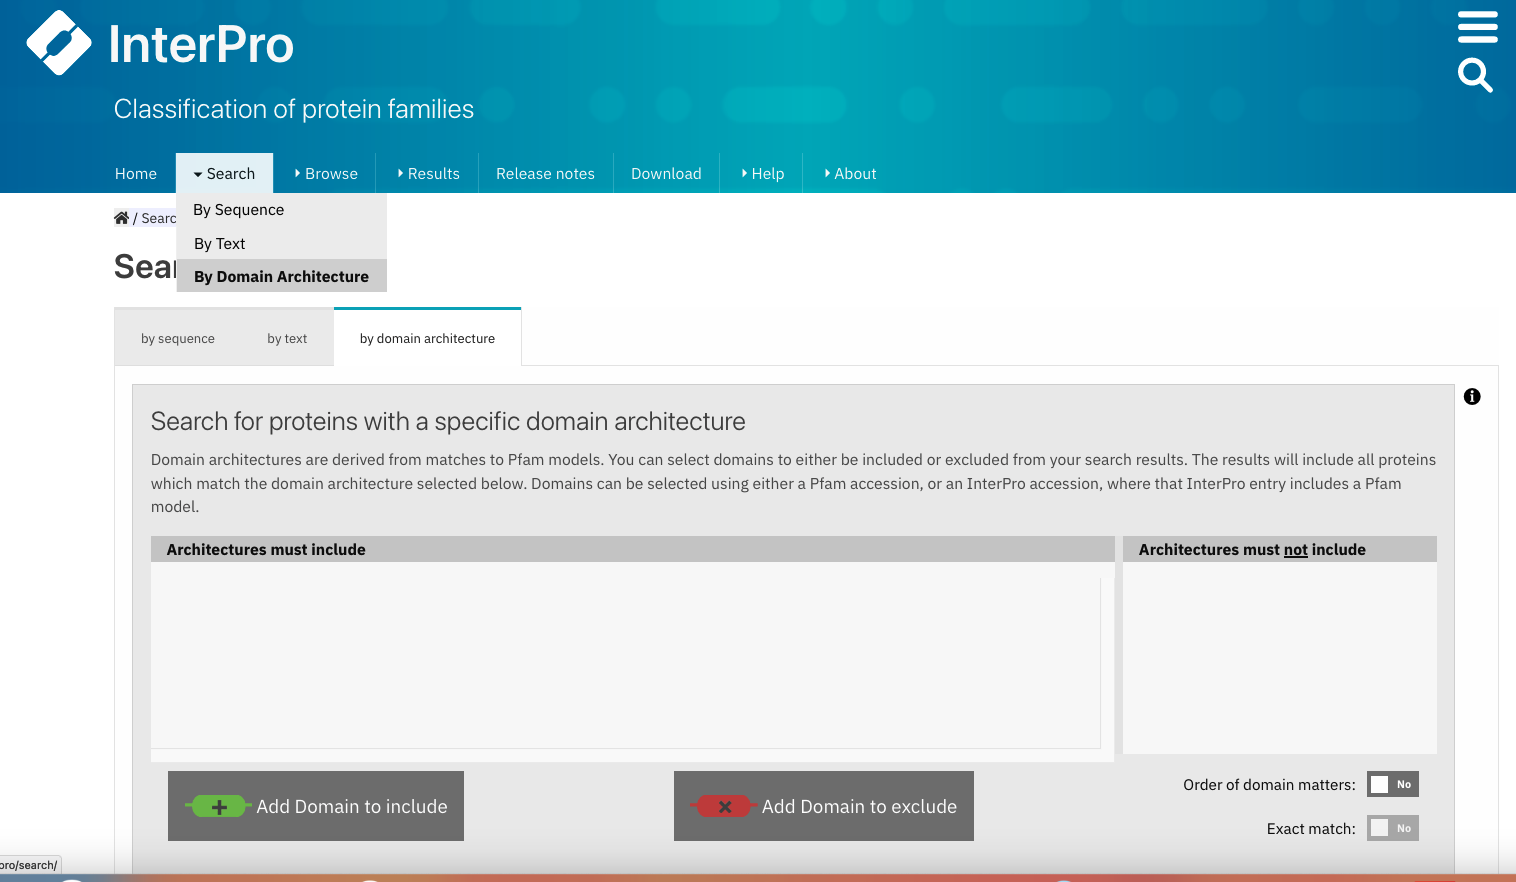 InterPro
Classification of protein families
Home
Search
Browse
Results
Release notes
Download
Help
About
By Sequence
By Text
By Domain Architecture
/ Searc
Sear
by sequence
by text
by domain architecture
Search for proteins with a specific domain architecture
Domain architectures are derived from matches to Pfam models. You can select domains to either be included or excluded from your search results. The results will include all proteins
which match the domain architecture selected below. Domains can be selected using either a Pfam accession, or an InterPro accession, where that InterPro entry includes a Pfam
model.
Architectures must include
Architectures must not include
Add Domain to include
Add Domain to exclude
Order of domain matters:
No
Exact match:
No
pro/search/